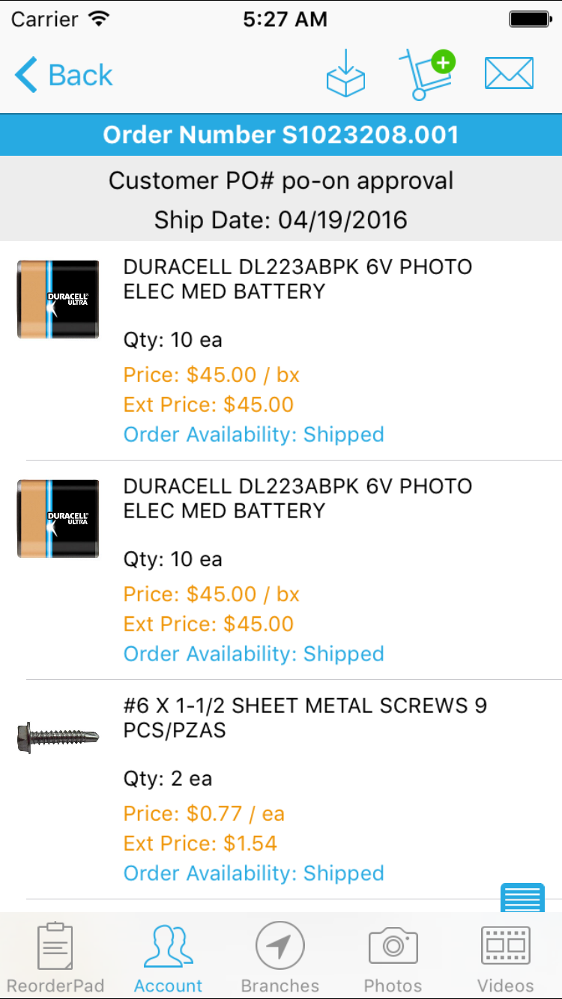 Carrier 5:27 AM
Back
Order Number S1023208.001
Customer PO# po-on approval
Ship Date: 04/19/2016
DURACELL DL223ABPK 6V PHOTO
ELEC MED BATTERY
DURACELL
ULTRA
Qty: 10 ea
Price: $45.00 / bx
Ext Price: $45.00
Order Availability: Shipped
DURACELL DL223ABPK 6V PHOTO
ELEC MED BATTERY
DURACELL
ULTRA
Qty: 10 ea
Price: $45.00 / bx
Ext Price: $45.00
Order Availability: Shipped
#6 X 1-1/2 SHEET METAL SCREWS 9
PCS/PZAS
Qty: 2 ea
Price: $0.77 / ea
Ext Price: $1.54
Order Availability: Shipped
ReorderPad Account Branches Photos Videos